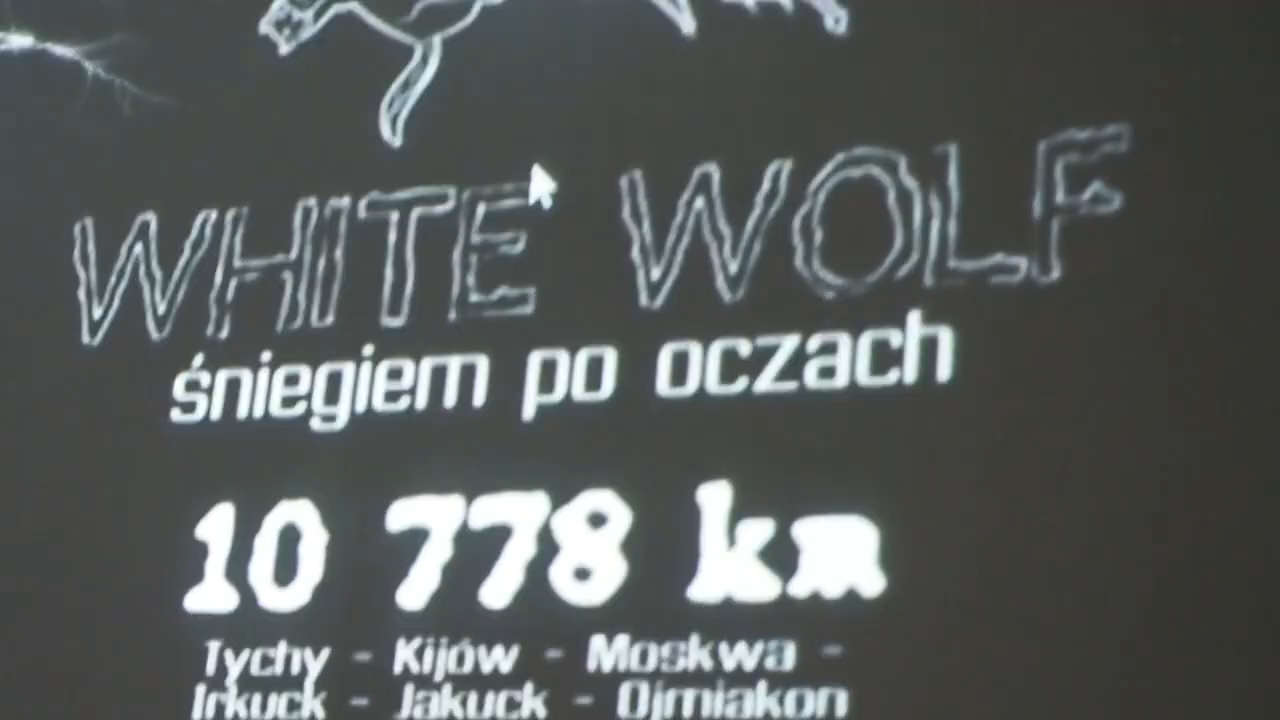 WHITE WOLF
śniegiem po oczach
10 778 km
Tychy - Kijów - Moskwa -
Irkuck - Jakuck - Ojmiakon